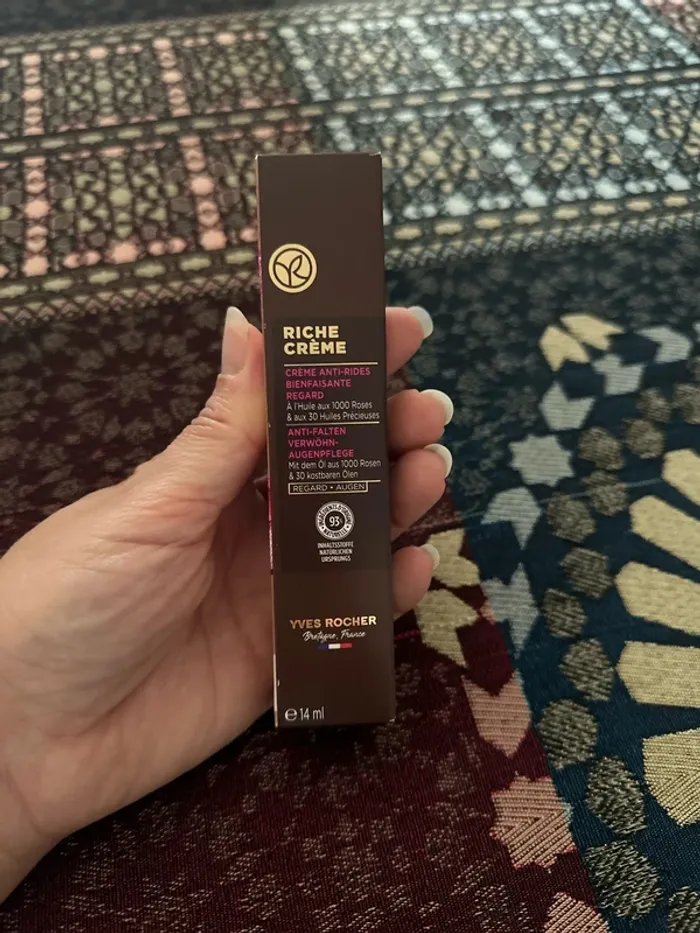 RICHE
CRÈME
CRÈME ANTI-RIDES
BIENFAISANTE
REGARD
À l'Huile aux 1000 Roses
& aux 30 Huiles Précieuses
ANTI-FALTEN
VERWÖHN-
AUGENPFLEGE
Mit dem Öl aus 1000 Rosen
& 30 kostbaren Ölen
REGARD • AUGEN
93%
INHALTSSTOFFE
NATÜRLICHEN
URSPRUNGS
YVES ROCHER
Bretagne, France
℮ 14 ml